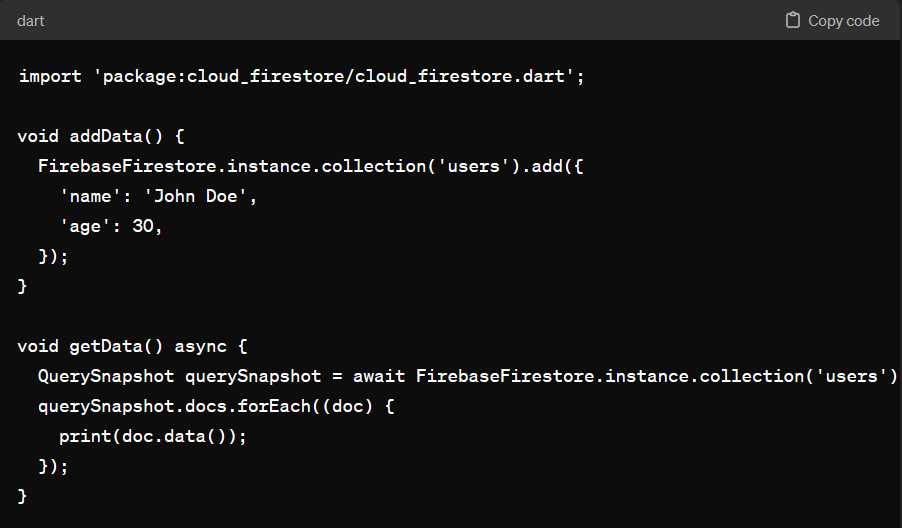 dart Copy code
import 'package:cloud_firestore/cloud_firestore.dart';
void addData() {
FirebaseFirestore.instance.collection('users').add({
'name': 'John Doe',
'age': 30,
});
}
void getData() async {
QuerySnapshot querySnapshot = await FirebaseFirestore.instance.collection('users')
querySnapshot.docs.forEach((doc) {
print(doc.data());
});
}